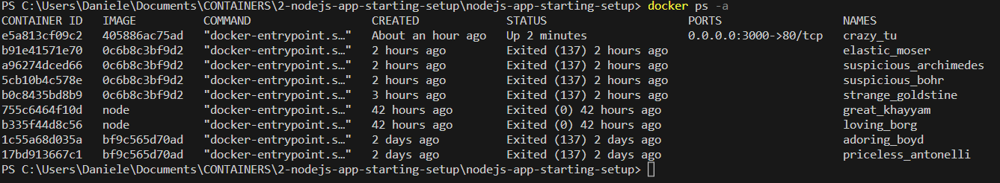 PS C:\Users\Daniele\Documents\CONTAINERS\2-nodejs-app-starting-setup\nodejs-app-starting-setup> docker ps -a
CONTAINER ID   IMAGE          COMMAND                  CREATED             STATUS                     PORTS                  NAMES
e5a813cf09c2   405886ac75ad   "docker-entrypoint.s…"   About an hour ago   Up 2 minutes               0.0.0.0:3000->80/tcp   crazy_tu
b91e41571e70   0c6b8c3bf9d2   "docker-entrypoint.s…"   2 hours ago         Exited (137) 2 hours ago                          elastic_moser
a96274dced66   0c6b8c3bf9d2   "docker-entrypoint.s…"   2 hours ago         Exited (137) 2 hours ago                          suspicious_archimedes
5cb10b4c578e   0c6b8c3bf9d2   "docker-entrypoint.s…"   2 hours ago         Exited (137) 2 hours ago                          suspicious_bohr
b0c8435bd8b9   0c6b8c3bf9d2   "docker-entrypoint.s…"   3 hours ago         Exited (137) 2 hours ago                          strange_goldstine
755c6464f10d   node           "docker-entrypoint.s…"   42 hours ago        Exited (0) 42 hours ago                           great_khayyam
b335f44d8c56   node           "docker-entrypoint.s…"   42 hours ago        Exited (0) 42 hours ago                           loving_borg
1c55a68d035a   bf9c565d70ad   "docker-entrypoint.s…"   2 days ago          Exited (137) 2 days ago                           adoring_boyd
17bd913667c1   bf9c565d70ad   "docker-entrypoint.s…"   2 days ago          Exited (137) 2 days ago                           priceless_antonelli
PS C:\Users\Daniele\Documents\CONTAINERS\2-nodejs-app-starting-setup\nodejs-app-starting-setup>